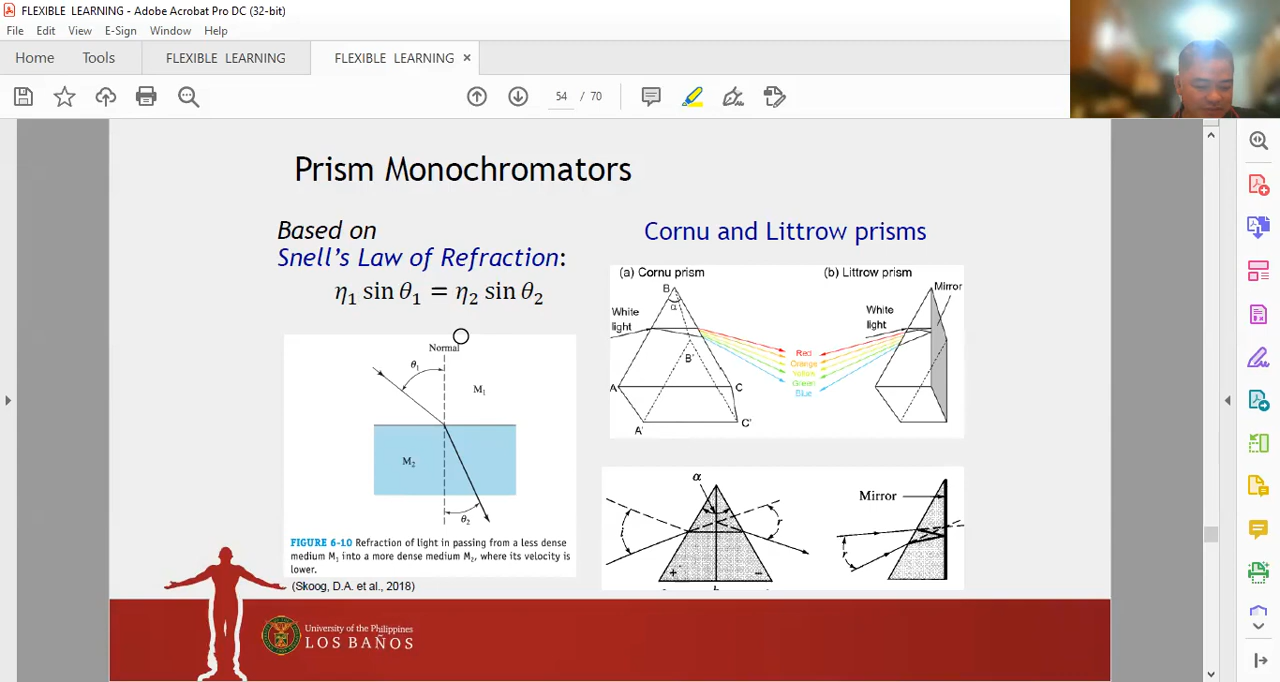 FLEXIBLE LEARNING - Adobe Acrobat Pro DC (32-bit)
File Edit View E-Sign Window Help
Home Tools FLEXIBLE LEARNING FLEXIBLE LEARNING ×
54 / 70
Prism Monochromators
Based on
Snell's Law of Refraction:
η₁ sin θ₁ = η₂ sin θ₂
Normal
θ₁
M₁
M₂
θ₂
FIGURE 6-10 Refraction of light in passing from a less dense
medium M₁ into a more dense medium M₂, where its velocity is
lower.
(Skoog, D.A. et al., 2018)
Cornu and Littrow prisms
(a) Cornu prism
(b) Littrow prism
B
α
White
light
B'
A
C
A'
C'
Red
Orange
Yellow
Green
Blue
White
light
Mirror
α
i
r
+
−
b
Mirror
r
University of the Philippines
LOS BAÑOS